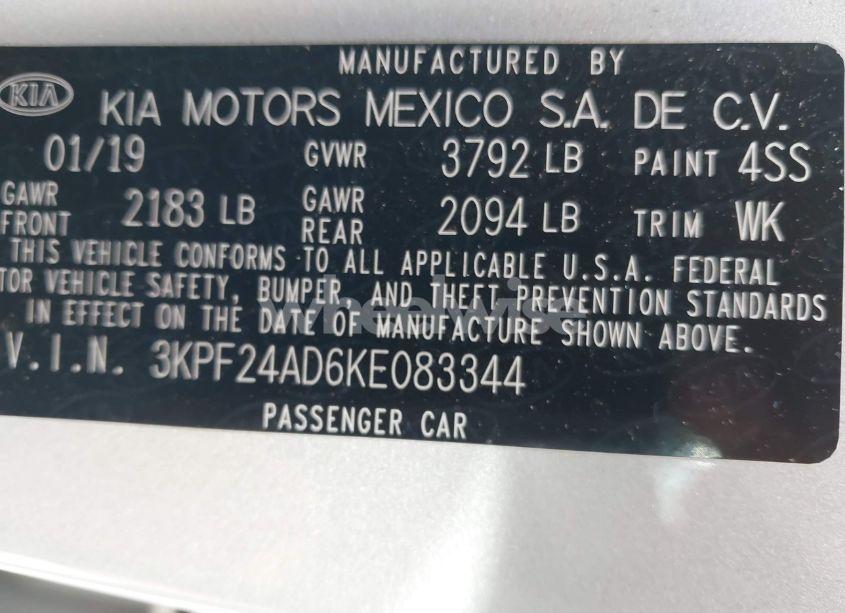 MANUFACTURED BY
KIA
KIA MOTORS MEXICO S.A. DE C.V.
01/19 GVWR 3792 LB PAINT 4SS
GAWR FRONT 2183 LB GAWR REAR 2094 LB TRIM WK
THIS VEHICLE CONFORMS TO ALL APPLICABLE U.S.A. FEDERAL
TOR VEHICLE SAFETY, BUMPER, AND THEFT PREVENTION STANDARDS
IN EFFECT ON THE DATE OF MANUFACTURE SHOWN ABOVE.
V.I.N. 3KPF24AD6KE083344
PASSENGER CAR
wheelwise